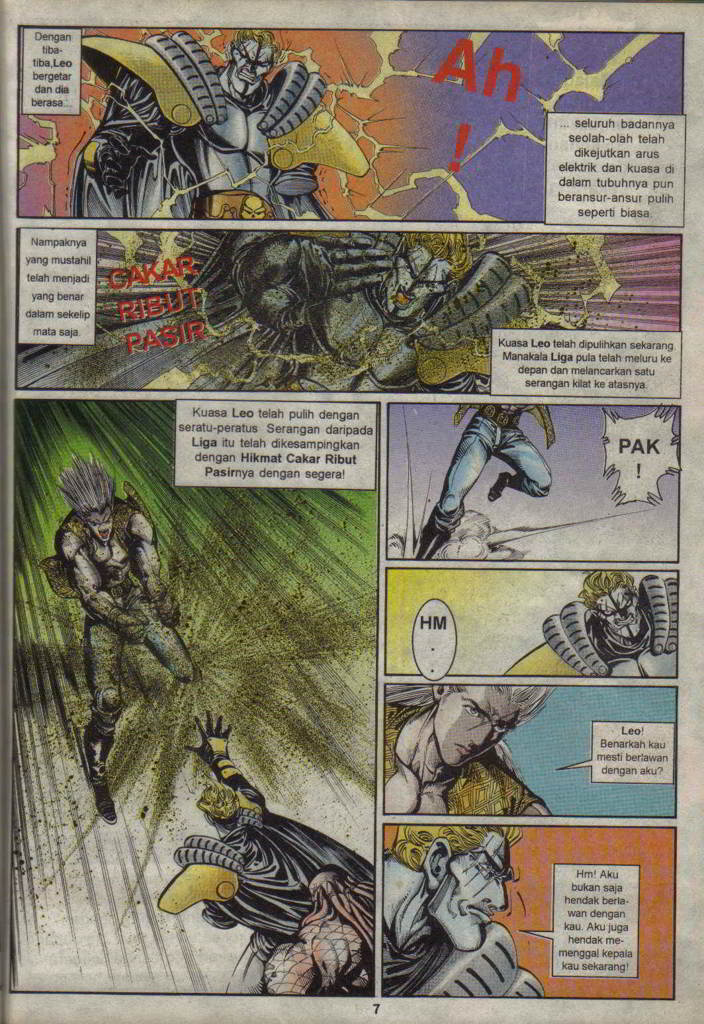 Dengan
tiba-
tiba,Leo
bergetar
dan dia
berasa...
Ah
!
... seluruh badannya
seolah-olah telah
dikejutkan arus
elektrik dan kuasa di
dalam tubuhnya pun
beransur-ansur pulih
seperti biasa.
Nampaknya
yang mustahil
telah menjadi
yang benar
dalam sekelip
mata saja.
CAKAR
RIBUT
PASIR
Kuasa Leo telah dipulihkan sekarang.
Manakala Liga pula telah meluru ke
depan dan melancarkan satu
serangan kilat ke atasnya.
Kuasa Leo telah pulih dengan
seratu-peratus Serangan daripada
Liga itu telah dikesampingkan
dengan Hikmat Cakar Ribut
Pasirnya dengan segera!
PAK
!
HM
.
.
Leo!
Benarkah kau
mesti berlawan
dengan aku?
Hm! Aku
bukan saja
hendak berla-
wan dengan
kau. Aku juga
hendak me-
menggal kepala
kau sekarang!
7